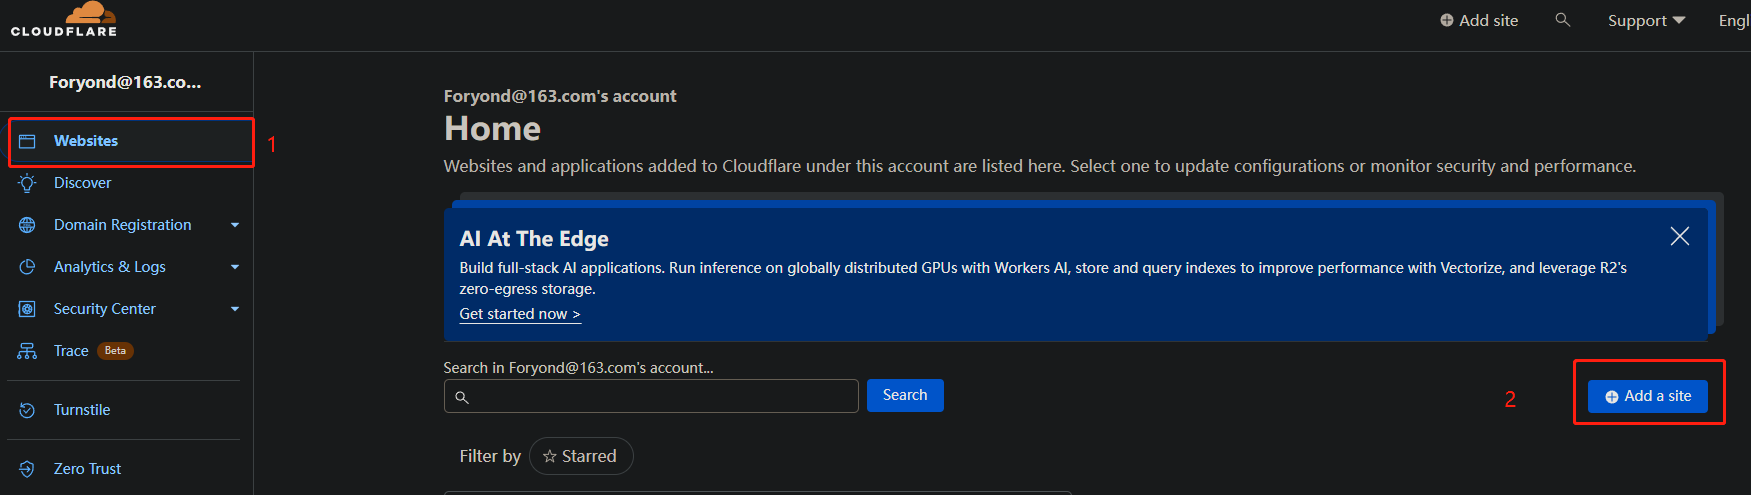 CLOUDFLARE
Add site
Support
Engl
Foryond@163.co...
Websites
1
Discover
Domain Registration
Analytics & Logs
Security Center
Trace Beta
Turnstile
Zero Trust
Foryond@163.com's account
Home
Websites and applications added to Cloudflare under this account are listed here. Select one to update configurations or monitor security and performance.
AI At The Edge
Build full-stack AI applications. Run inference on globally distributed GPUs with Workers AI, store and query indexes to improve performance with Vectorize, and leverage R2's
zero-egress storage.
Get started now >
Search in Foryond@163.com's account...
Search
2
Add a site
Filter by
Starred